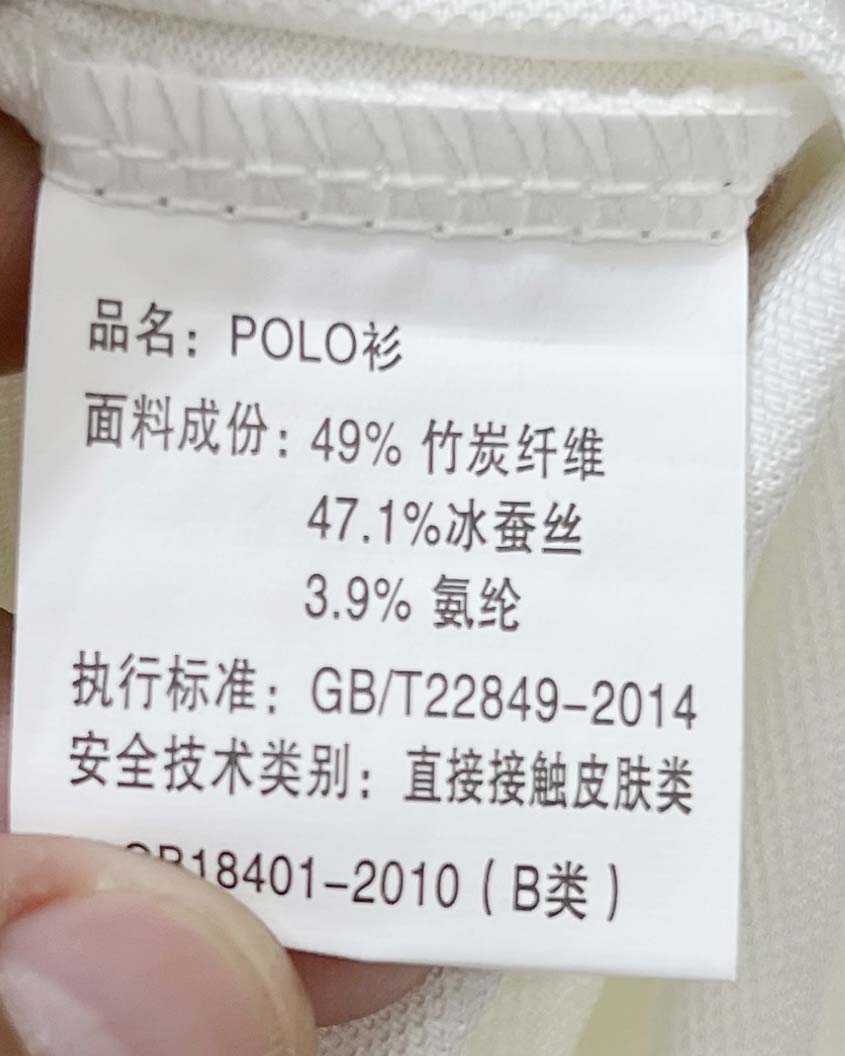 品名：POLO衫
面料成份：49% 竹炭纤维
47.1%冰蚕丝
3.9% 氨纶
执行标准：GB/T22849-2014
安全技术类别：直接接触皮肤类
GB18401-2010（B类）